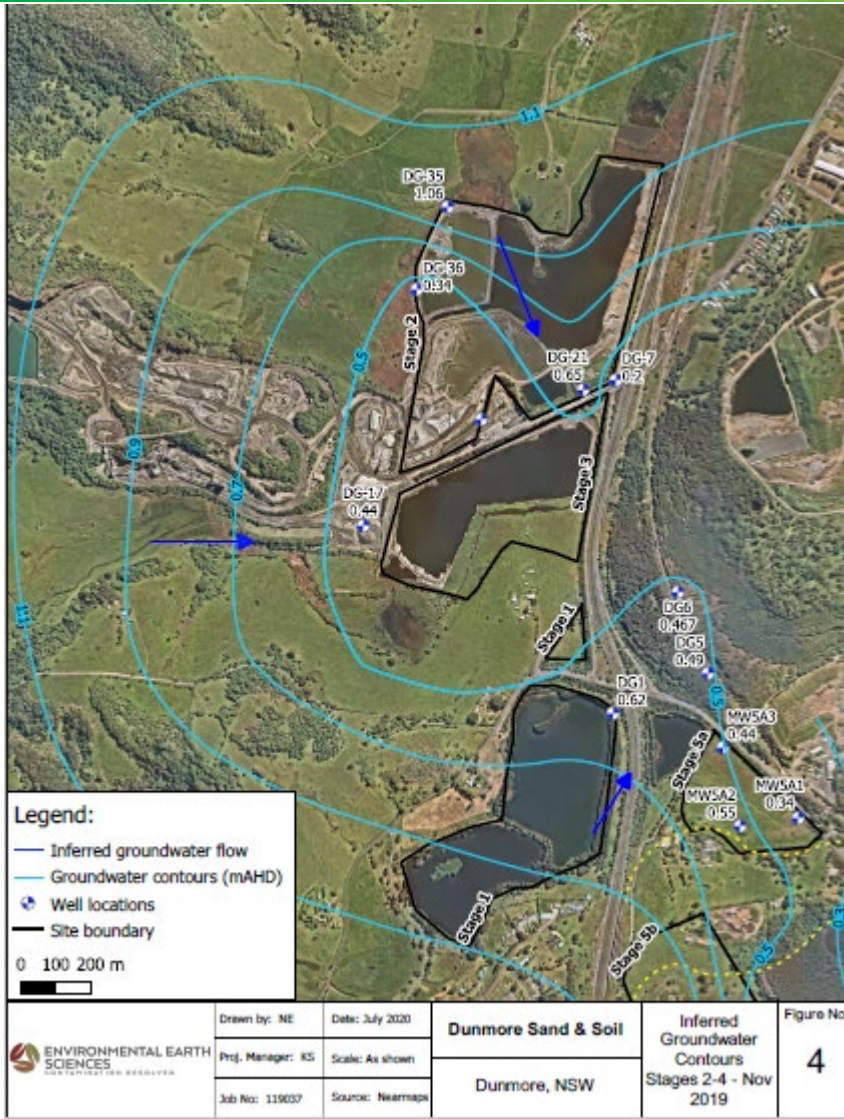 1.1
DG-35
1.06
DG-36
0.34
Stage 2
0.5
DG-21
0.65
DG-7
0.2
0.9
0.7
DG-17
0.44
Stage 3
1.1
Stage 1
DG6
0.467
DG5
0.49
DG1
0.62
0.5
MW5A3
0.44
Stage 5a
MW5A1
0.34
MW5A2
0.55
Stage 1
Stage 5b
0.5
0.3
Legend:
Inferred groundwater flow
Groundwater contours (mAHD)
Well locations
Site boundary
0 100 200 m
ENVIRONMENTAL EARTH
SCIENCES
CONTAMINATION RESOLVED
Drawn by: NE
Proj. Manager: KS
Job No: 119037
Date: July 2020
Scale: As shown
Source: Nearmaps
Dunmore Sand & Soil
Dunmore, NSW
Inferred
Groundwater
Contours
Stages 2-4 - Nov
2019
Figure No
4